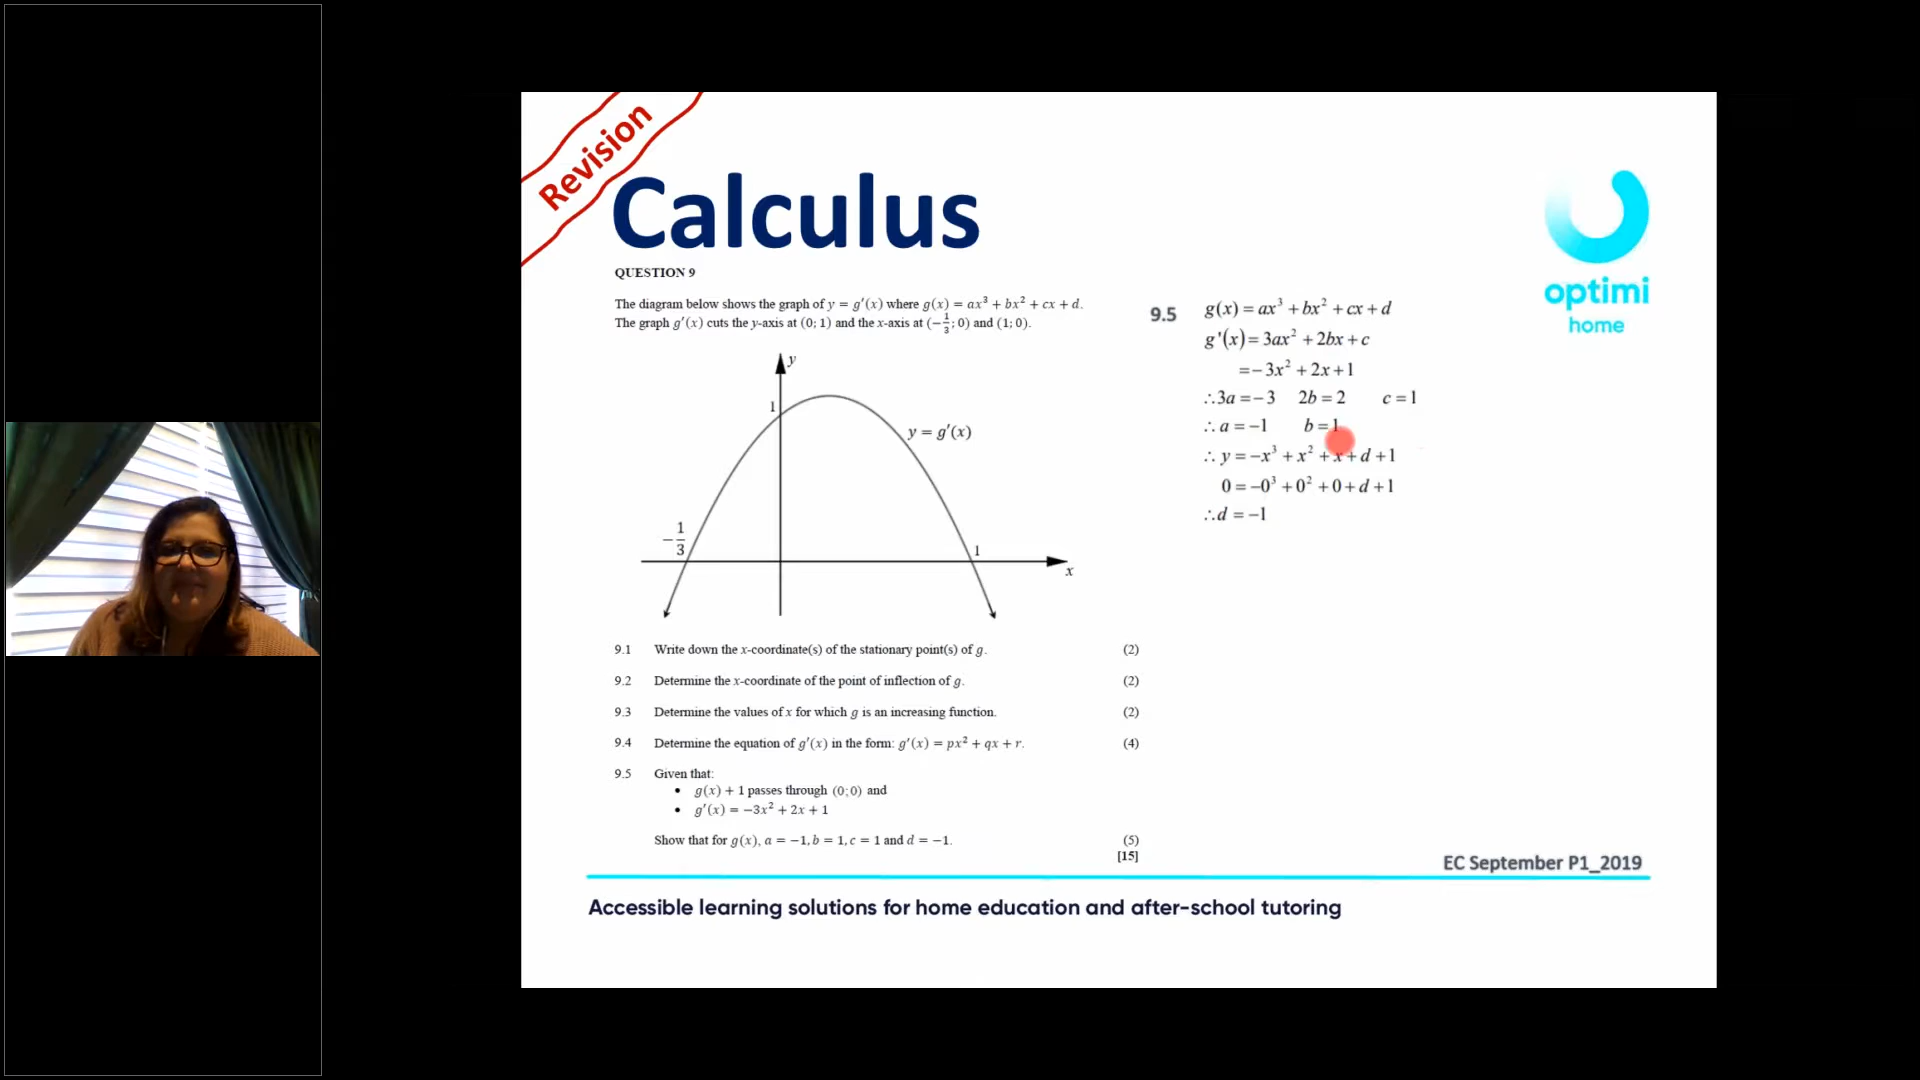 Revision
Calculus
QUESTION 9
The diagram below shows the graph of y = g′(x) where g(x) = ax³ + bx² + cx + d.
The graph g′(x) cuts the y-axis at (0; 1) and the x-axis at (−1/3; 0) and (1; 0).
y
1
y = g′(x)
−1/3
1
x
9.1 Write down the x-coordinate(s) of the stationary point(s) of g. (2)
9.2 Determine the x-coordinate of the point of inflection of g. (2)
9.3 Determine the values of x for which g is an increasing function. (2)
9.4 Determine the equation of g′(x) in the form: g′(x) = px² + qx + r. (4)
9.5 Given that:
• g(x) + 1 passes through (0;0) and
• g′(x) = −3x² + 2x + 1
Show that for g(x), a = −1, b = 1, c = 1 and d = −1. (5)
[15]
9.5 g(x) = ax³ + bx² + cx + d
g'(x) = 3ax² + 2bx + c
= −3x² + 2x + 1
∴3a = −3 2b = 2 c = 1
∴ a = −1 b = 1
∴ y = −x³ + x² + x + d + 1
0 = −0³ + 0² + 0 + d + 1
∴d = −1
optimi
home
EC September P1_2019
Accessible learning solutions for home education and after-school tutoring